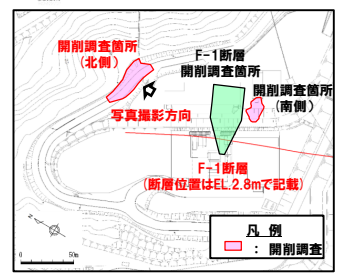 開削調査箇所
(北側)
F-1断層
開削調査箇所
開削調査箇所
(南側)
写真撮影方向
F-1断層
(断層位置はEL.2.8mで記載)
N
凡 例
: 開削調査
0
50m